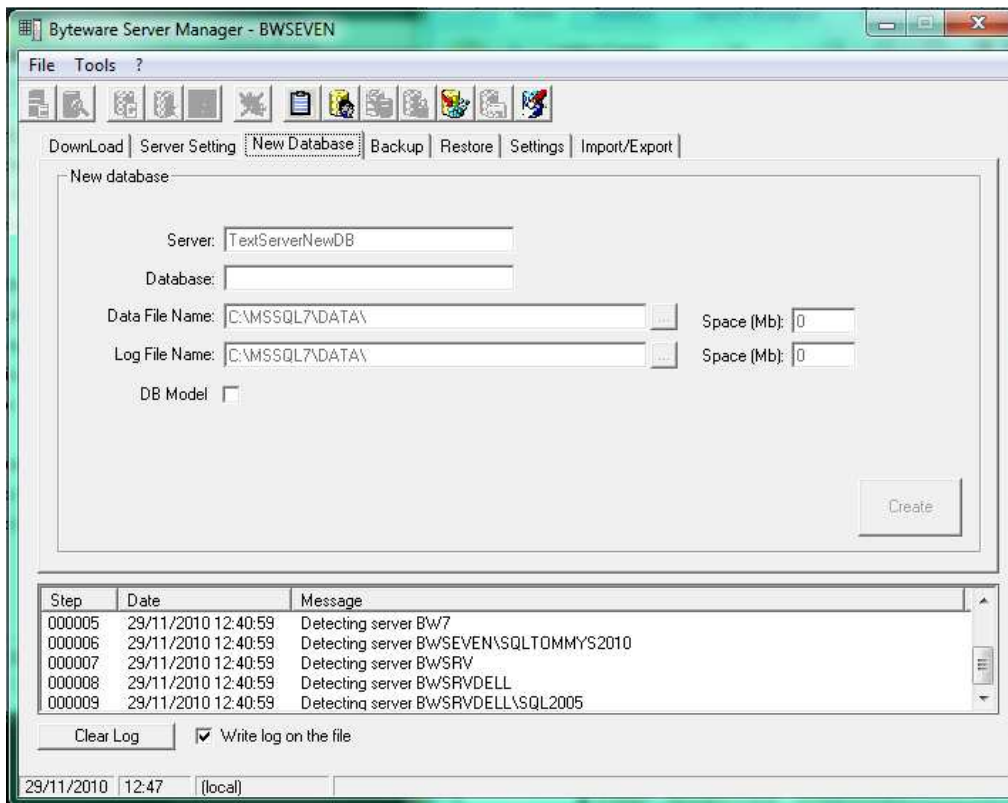 Byteware Server Manager - BWSEVEN
File Tools ?
DownLoad Server Setting New Database Backup Restore Settings Import/Export
New database
Server: TextServerNewDB
Database:
Data File Name: C:\MSSQL7\DATA\ ... Space (Mb): 0
Log File Name: C:\MSSQL7\DATA\ ... Space (Mb): 0
DB Model
Create
Step Date Message
000005 29/11/2010 12:40:59 Detecting server BW7
000006 29/11/2010 12:40:59 Detecting server BWSEVEN\SQLTOMMYS2010
000007 29/11/2010 12:40:59 Detecting server BWSRV
000008 29/11/2010 12:40:59 Detecting server BWSRVDELL
000009 29/11/2010 12:40:59 Detecting server BWSRVDELL\SQL2005
Clear Log Write log on the file
29/11/2010 12:47 (local)